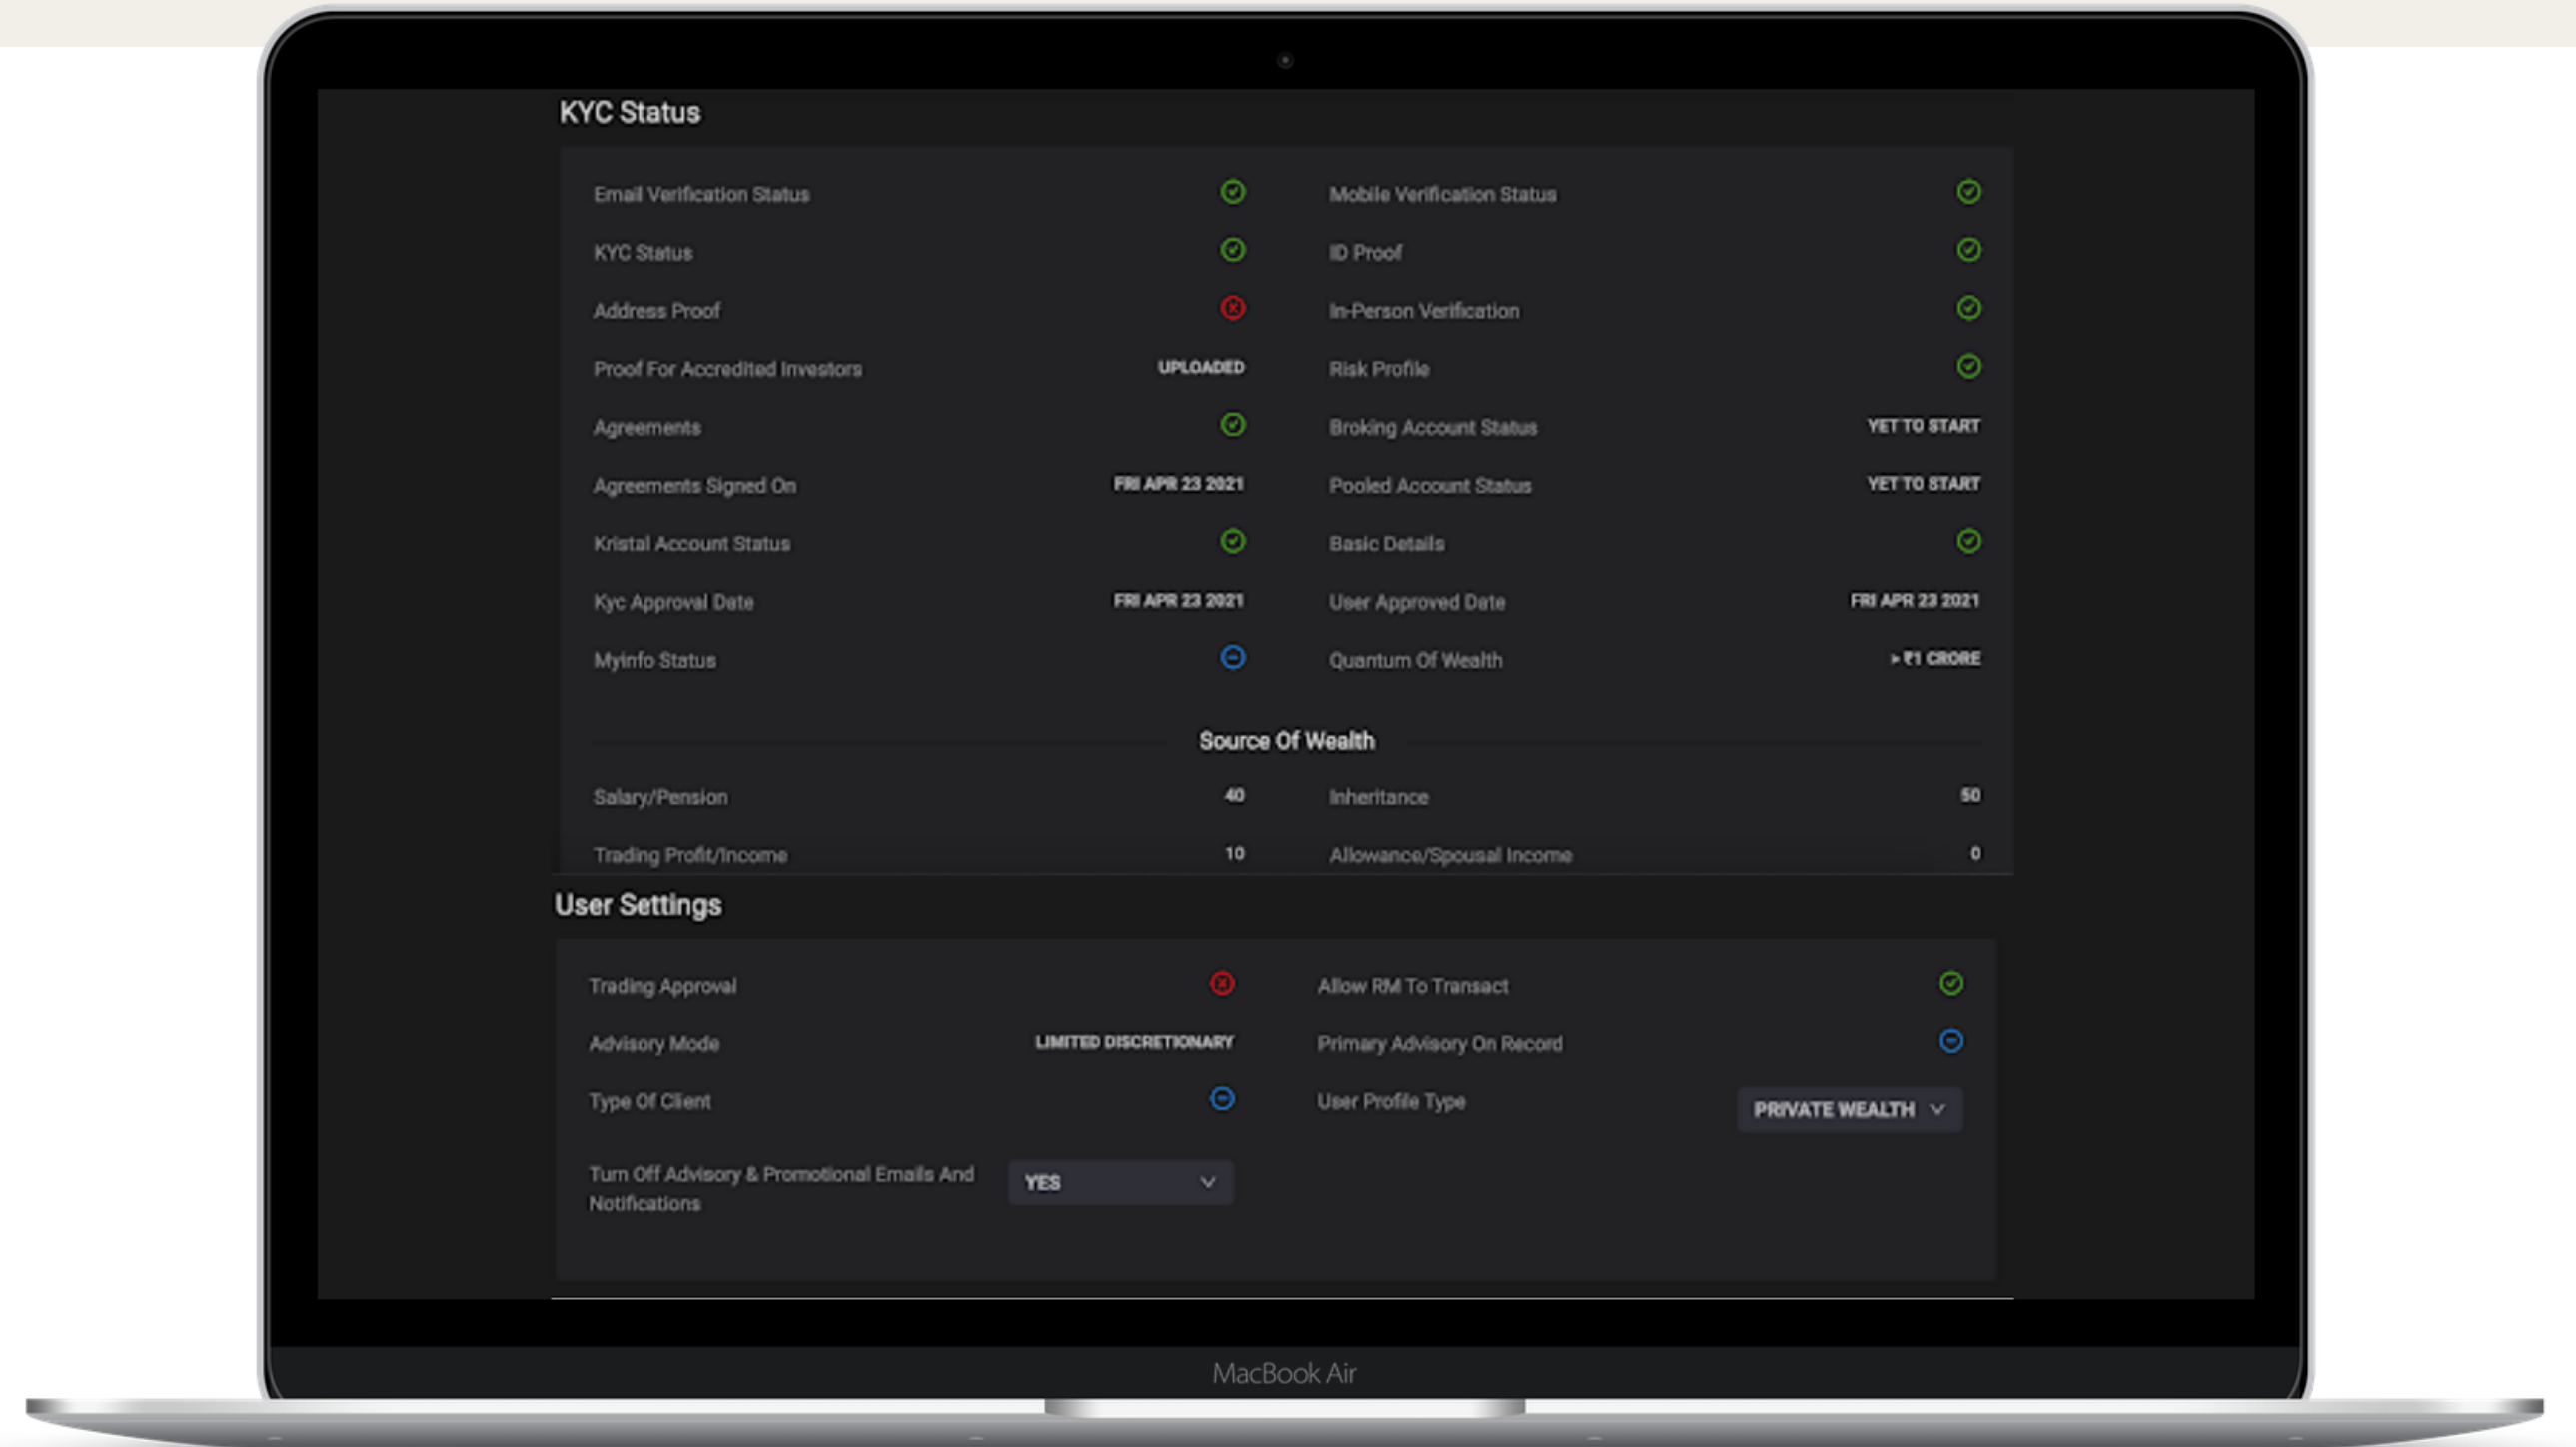 KYC Status
Email Verification Status
Mobile Verification Status
KYC Status
ID Proof
Address Proof
In-Person Verification
Proof For Accredited Investors UPLOADED
Risk Profile
Agreements
Broking Account Status YET TO START
Agreements Signed On FRI APR 23 2021
Pooled Account Status YET TO START
Kristal Account Status
Basic Details
Kyc Approval Date FRI APR 23 2021
User Approved Date FRI APR 23 2021
Myinfo Status
Quantum Of Wealth > ₹1 CRORE
Source Of Wealth
Salary/Pension 40
Inheritance 50
Trading Profit/Income 10
Allowance/Spousal Income 0
User Settings
Trading Approval
Allow RM To Transact
Advisory Mode LIMITED DISCRETIONARY
Primary Advisory On Record
Type Of Client
User Profile Type PRIVATE WEALTH
Turn Off Advisory & Promotional Emails And
Notifications
YES
MacBook Air